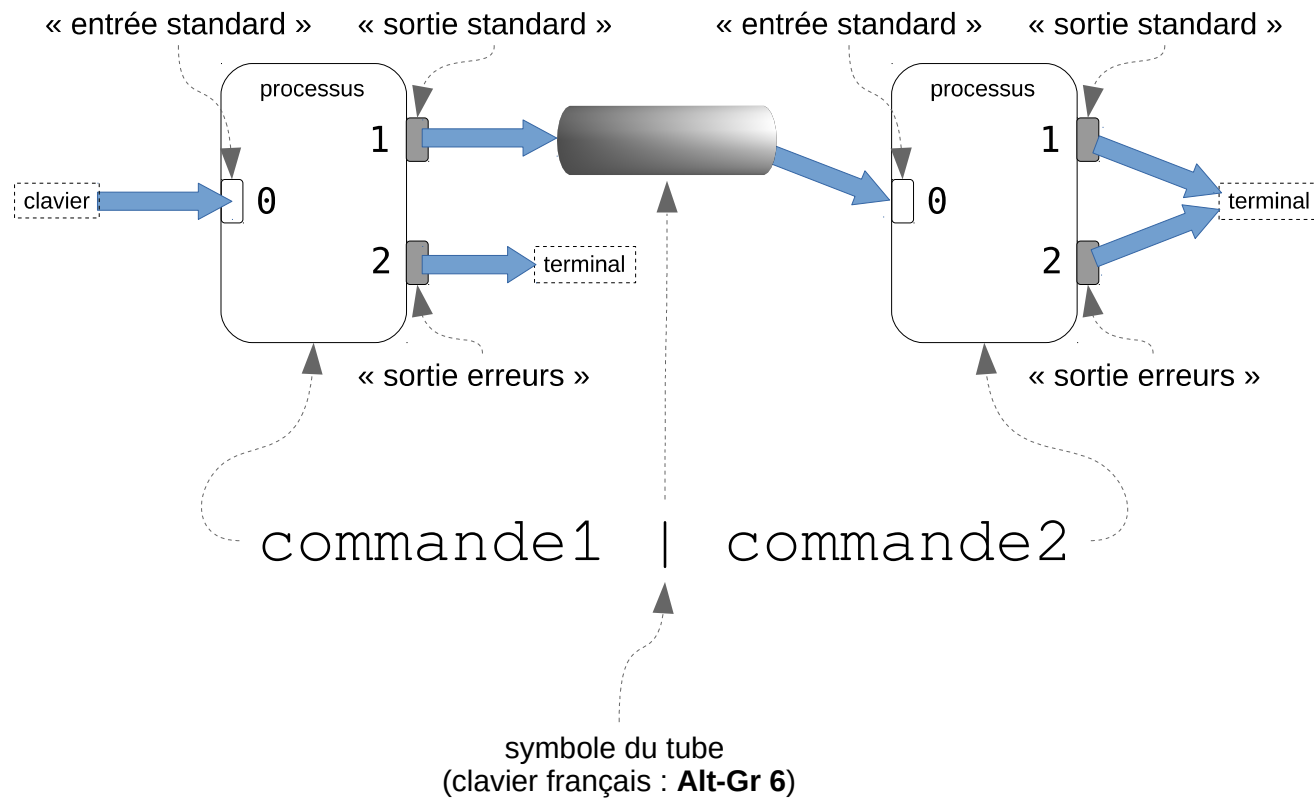 « entrée standard » « sortie standard » « entrée standard » « sortie standard »
processus processus
1 1
clavier 0 0 terminal
2 terminal 2
« sortie erreurs » « sortie erreurs »
commande1 | commande2
symbole du tube
(clavier français : Alt-Gr 6)